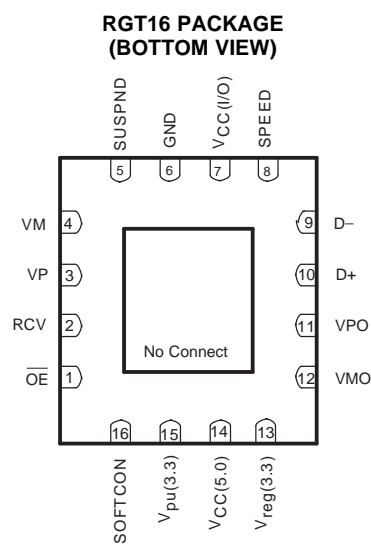 RGT16 PACKAGE
(BOTTOM VIEW)
SUSPND
GND
VCC(I/O)
SPEED
5
6
7
8
VM 4
9 D−
VP 3
10 D+
RCV 2
11 VPO
No Connect
OE 1
12 VMO
16
15
14
13
SOFTCON
Vpu(3.3)
VCC(5.0)
Vreg(3.3)